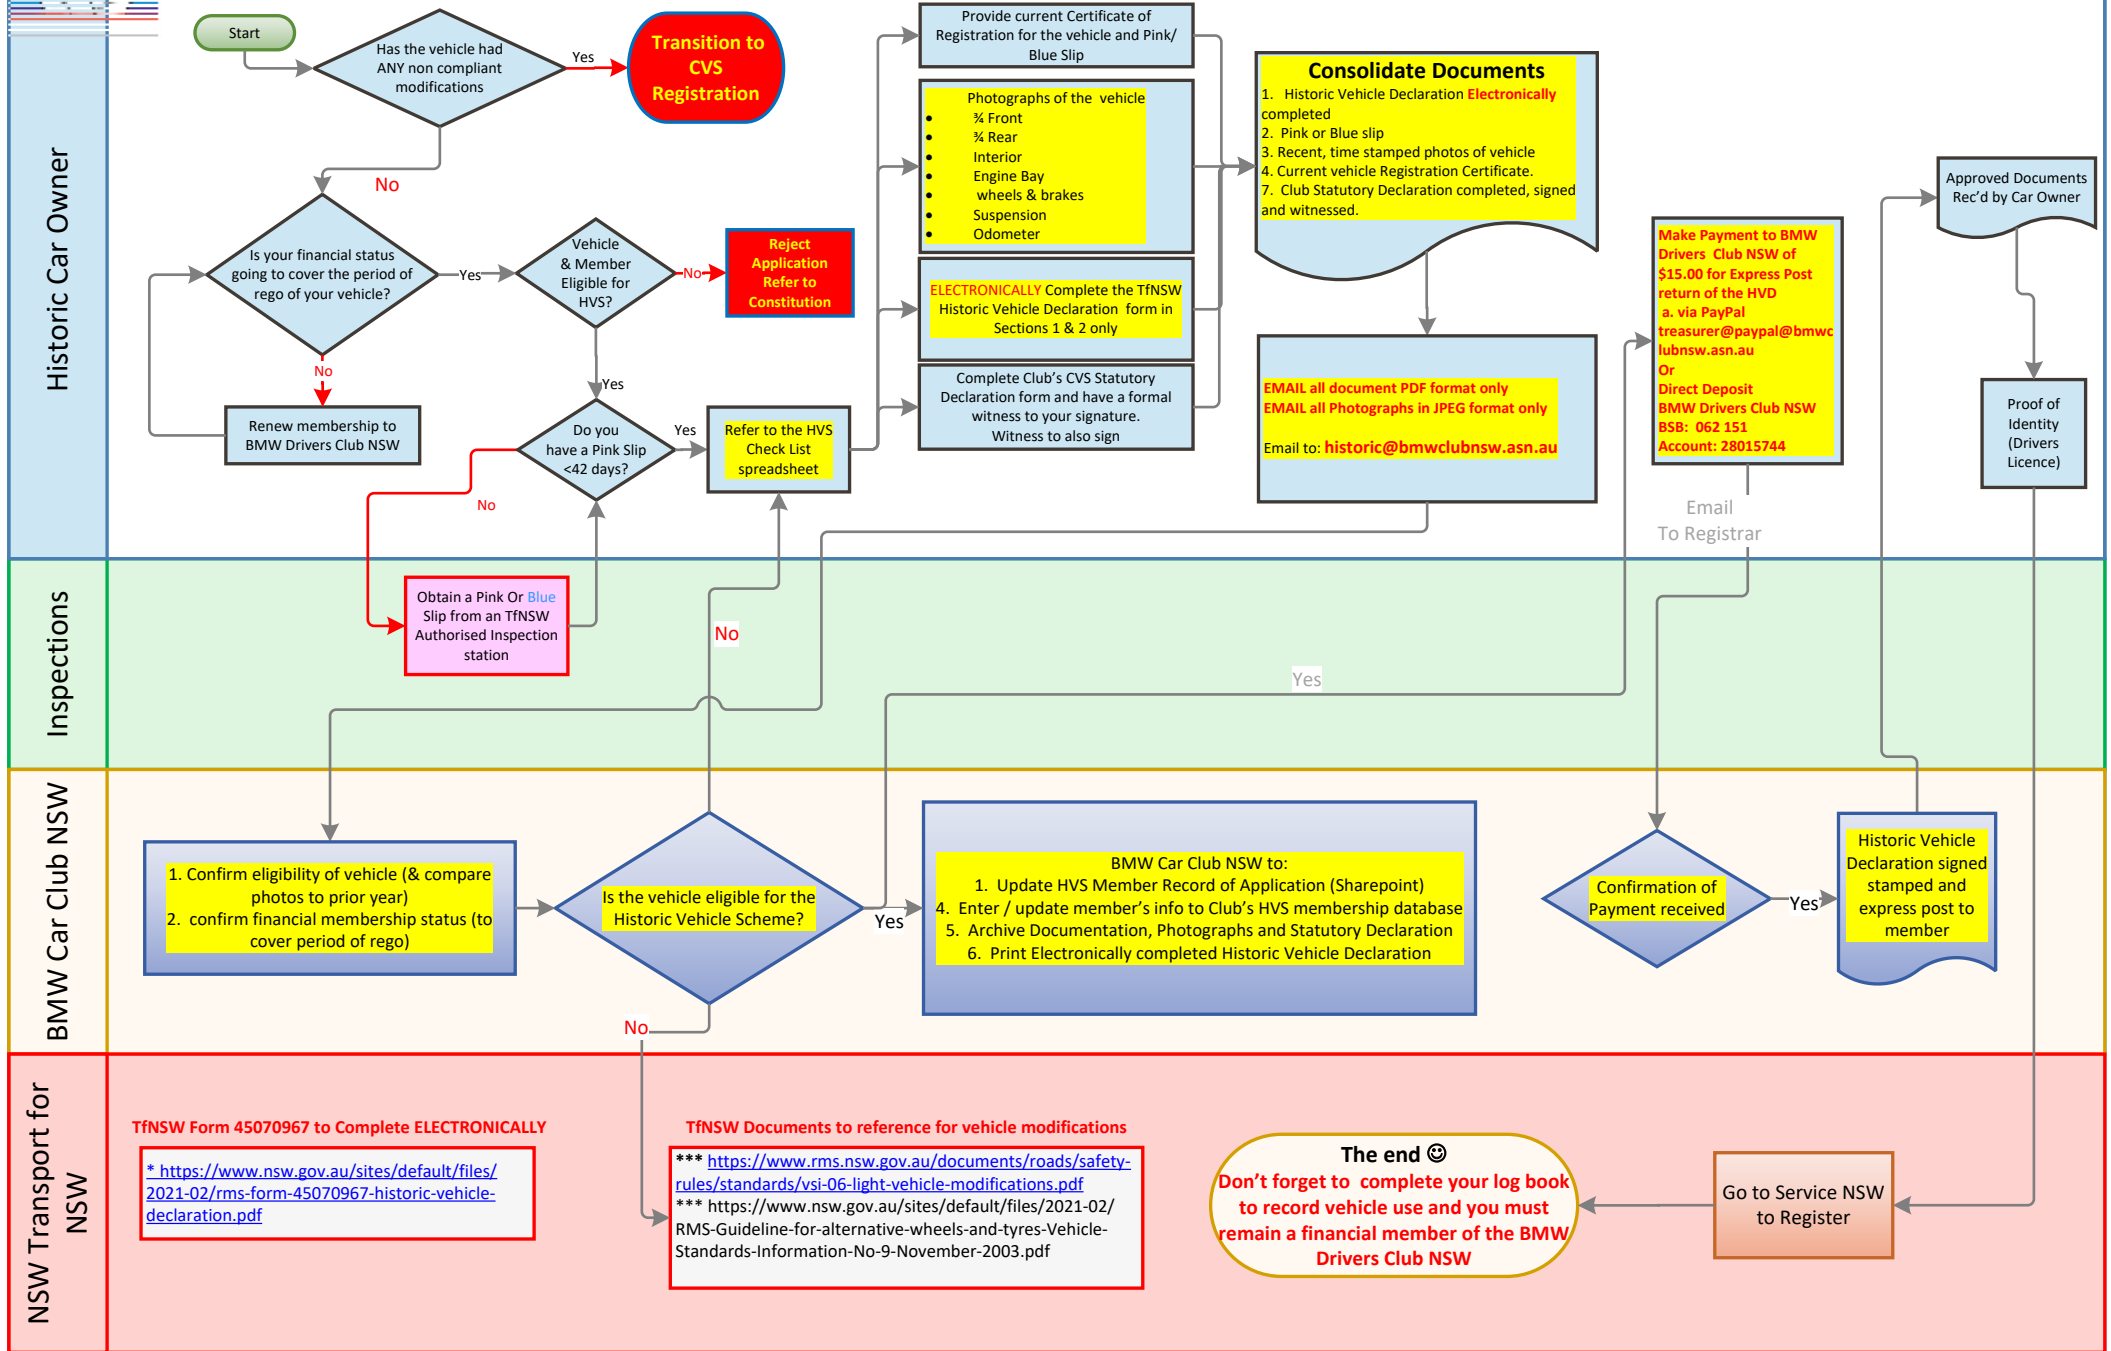 Historic Car Owner
Start
Has the vehicle had
ANY non compliant
modifications
Yes
Transition to
CVS
Registration
No
Is your financial status
going to cover the period of
rego of your vehicle?
Yes
No
Renew membership to
BMW Drivers Club NSW
Vehicle
& Member
Eligible for
HVS?
No
Reject
Application
Refer to
Constitution
Yes
Do you
have a Pink Slip
<42 days?
Yes
No
Refer to the HVS
Check List
spreadsheet
Provide current Certificate of
Registration for the vehicle and Pink/
Blue Slip
Photographs of the vehicle
• ¾ Front
• ¾ Rear
• Interior
• Engine Bay
• wheels & brakes
• Suspension
• Odometer
ELECTRONICALLY Complete the TfNSW
Historic Vehicle Declaration form in
Sections 1 & 2 only
Complete Club's CVS Statutory
Declaration form and have a formal
witness to your signature.
Witness to also sign
Consolidate Documents
1. Historic Vehicle Declaration Electronically
completed
2. Pink or Blue slip
3. Recent, time stamped photos of vehicle
4. Current vehicle Registration Certificate.
7. Club Statutory Declaration completed, signed
and witnessed.
EMAIL all document PDF format only
EMAIL all Photographs in JPEG format only
Email to: historic@bmwclubnsw.asn.au
Make Payment to BMW
Drivers Club NSW of
$15.00 for Express Post
return of the HVD
a. via PayPal
treasurer@paypal@bmwc
lubnsw.asn.au
Or
Direct Deposit
BMW Drivers Club NSW
BSB: 062 151
Account: 28015744
Email
To Registrar
Approved Documents
Rec'd by Car Owner
Proof of
Identity
(Drivers
Licence)
Inspections
Obtain a Pink Or Blue
Slip from an TfNSW
Authorised Inspection
station
No
Yes
BMW Car Club NSW
1. Confirm eligibility of vehicle (& compare
photos to prior year)
2. confirm financial membership status (to
cover period of rego)
Is the vehicle eligible for the
Historic Vehicle Scheme?
Yes
No
BMW Car Club NSW to:
1. Update HVS Member Record of Application (Sharepoint)
4. Enter / update member's info to Club's HVS membership database
5. Archive Documentation, Photographs and Statutory Declaration
6. Print Electronically completed Historic Vehicle Declaration
Confirmation of
Payment received
Yes
Historic Vehicle
Declaration signed
stamped and
express post to
member
NSW Transport for
NSW
TfNSW Form 45070967 to Complete ELECTRONICALLY
* https://www.nsw.gov.au/sites/default/files/
2021-02/rms-form-45070967-historic-vehicle-
declaration.pdf
TfNSW Documents to reference for vehicle modifications
*** https://www.rms.nsw.gov.au/documents/roads/safety-
rules/standards/vsi-06-light-vehicle-modifications.pdf
*** https://www.nsw.gov.au/sites/default/files/2021-02/
RMS-Guideline-for-alternative-wheels-and-tyres-Vehicle-
Standards-Information-No-9-November-2003.pdf
The end ☺
Don't forget to complete your log book
to record vehicle use and you must
remain a financial member of the BMW
Drivers Club NSW
Go to Service NSW
to Register